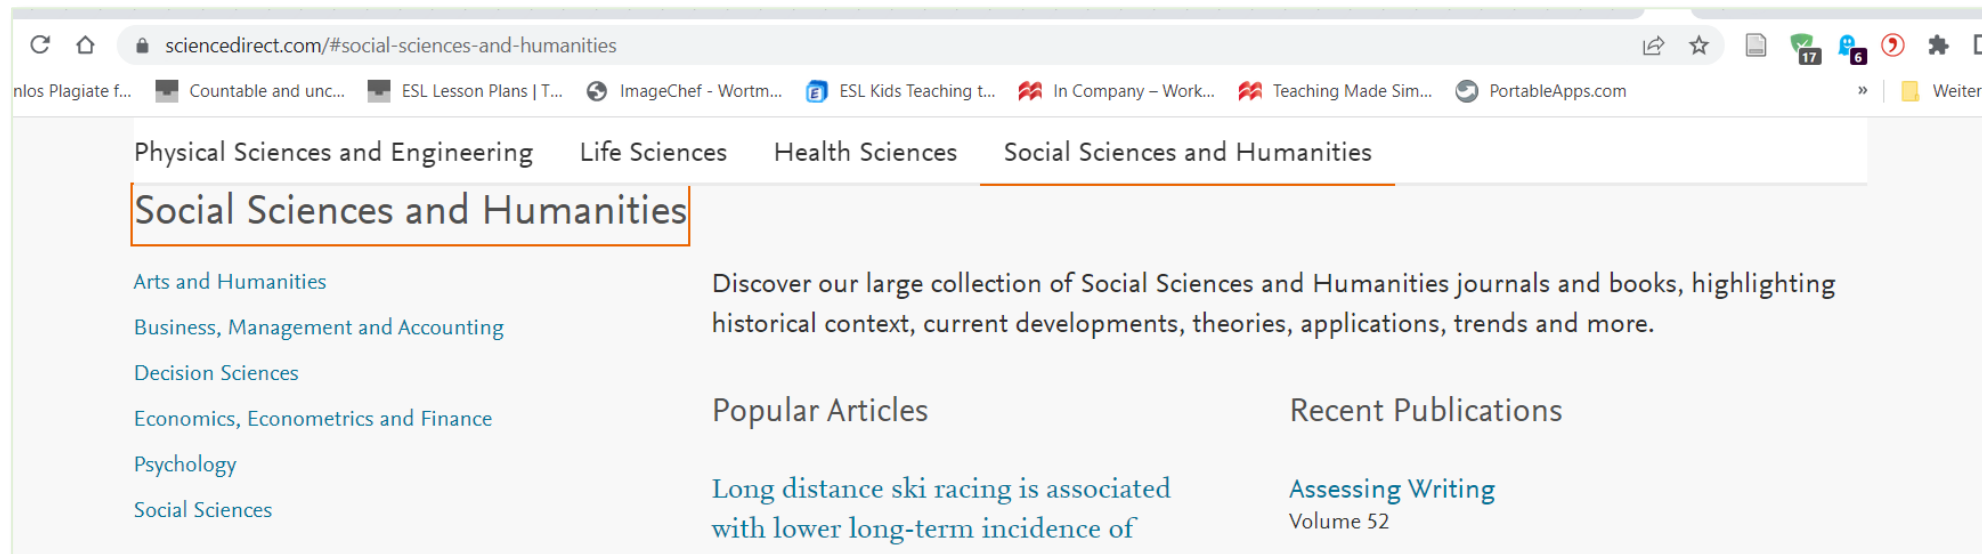 sciencedirect.com/#social-sciences-and-humanities
17
6
nlos Plagiate f... Countable and unc... ESL Lesson Plans | T... ImageChef - Wortm... ESL Kids Teaching t... In Company – Work... Teaching Made Sim... PortableApps.com » Weiter
Physical Sciences and Engineering Life Sciences Health Sciences Social Sciences and Humanities
Social Sciences and Humanities
Arts and Humanities
Business, Management and Accounting
Decision Sciences
Economics, Econometrics and Finance
Psychology
Social Sciences
Discover our large collection of Social Sciences and Humanities journals and books, highlighting
historical context, current developments, theories, applications, trends and more.
Popular Articles
Long distance ski racing is associated
with lower long-term incidence of
Recent Publications
Assessing Writing
Volume 52